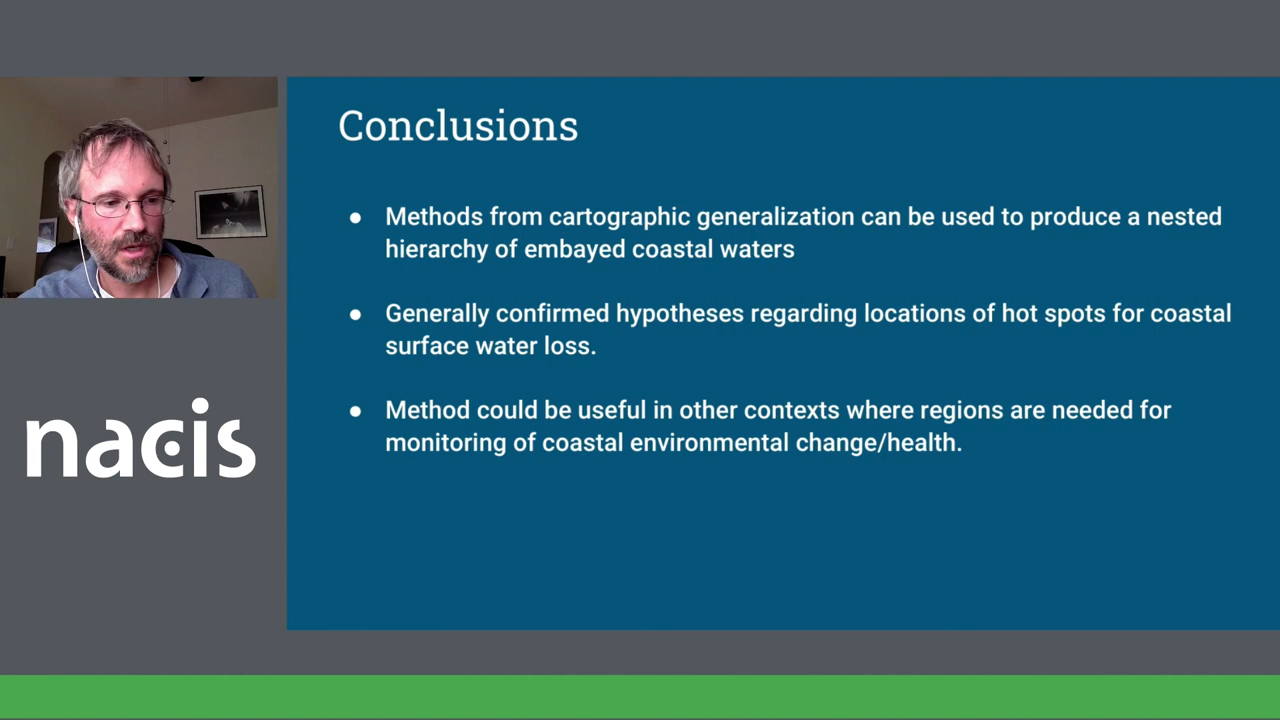 Conclusions
● Methods from cartographic generalization can be used to produce a nested
hierarchy of embayed coastal waters
● Generally confirmed hypotheses regarding locations of hot spots for coastal
surface water loss.
● Method could be useful in other contexts where regions are needed for
monitoring of coastal environmental change/health.
nacis